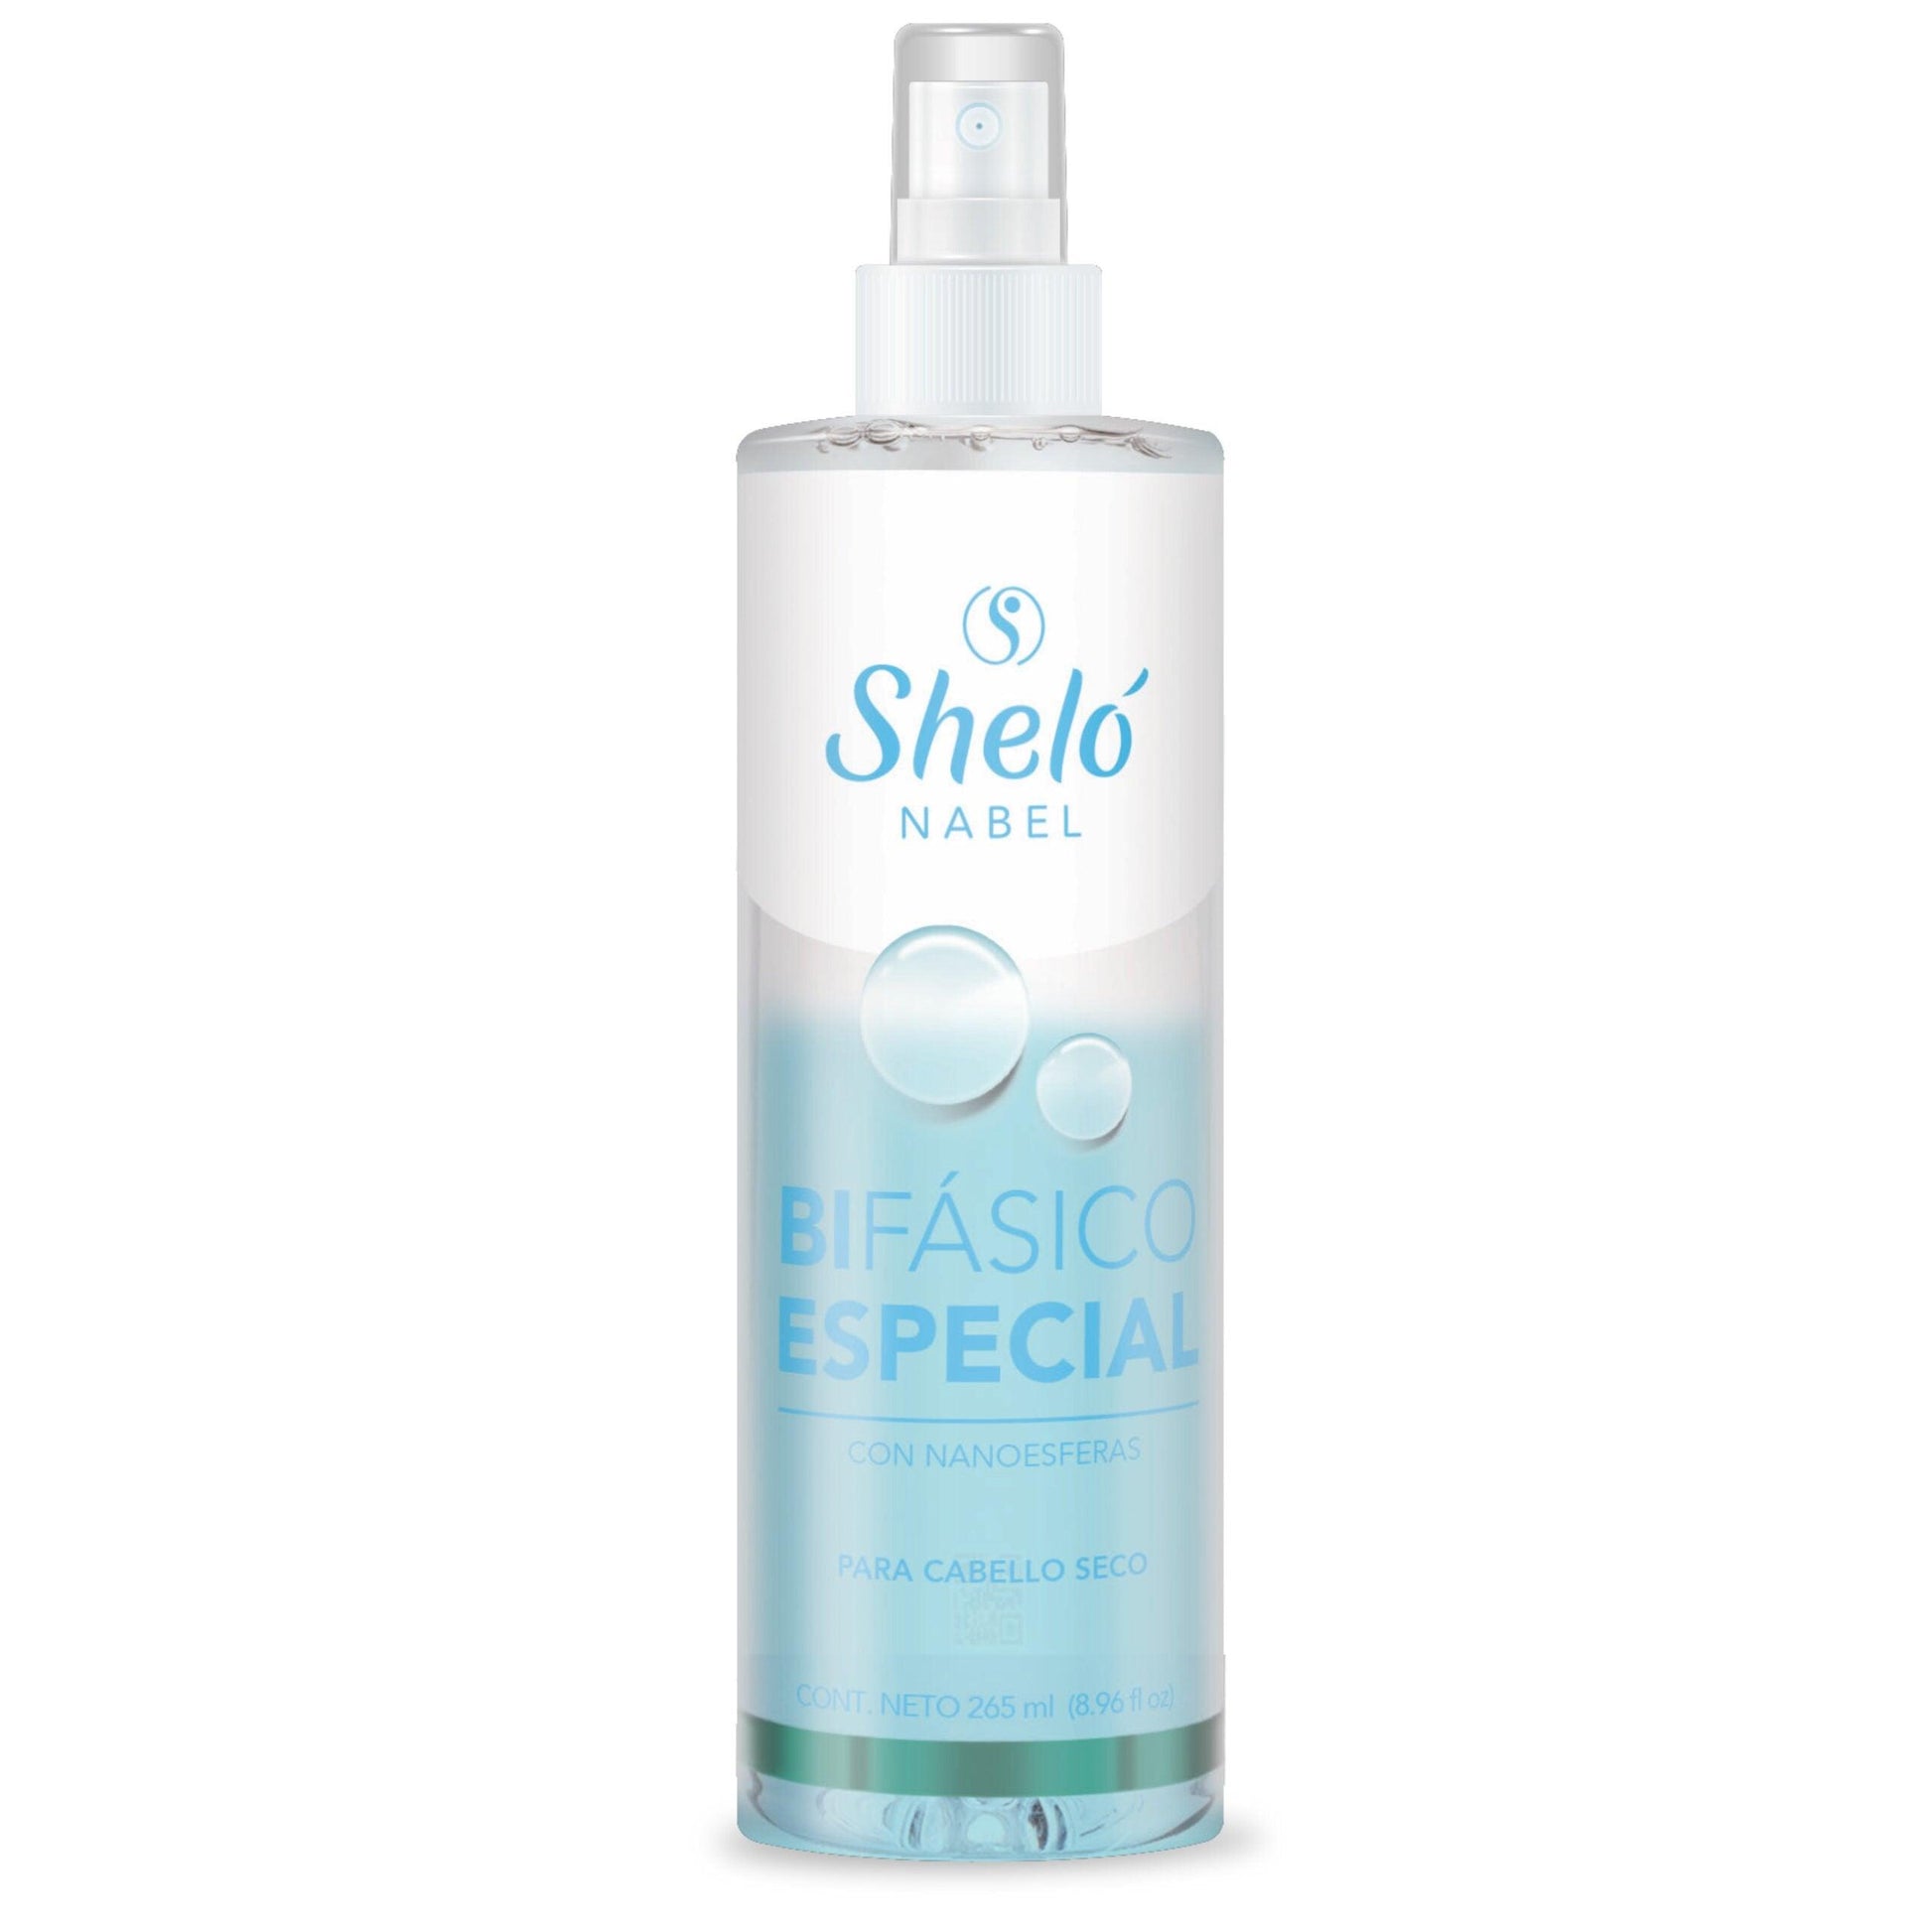 Sheló
NABEL
BIFÁSICO
ESPECIAL
CON NANOESFERAS
PARA CABELLO SECO
CONT. NETO 265 ml (8.96 fl oz)